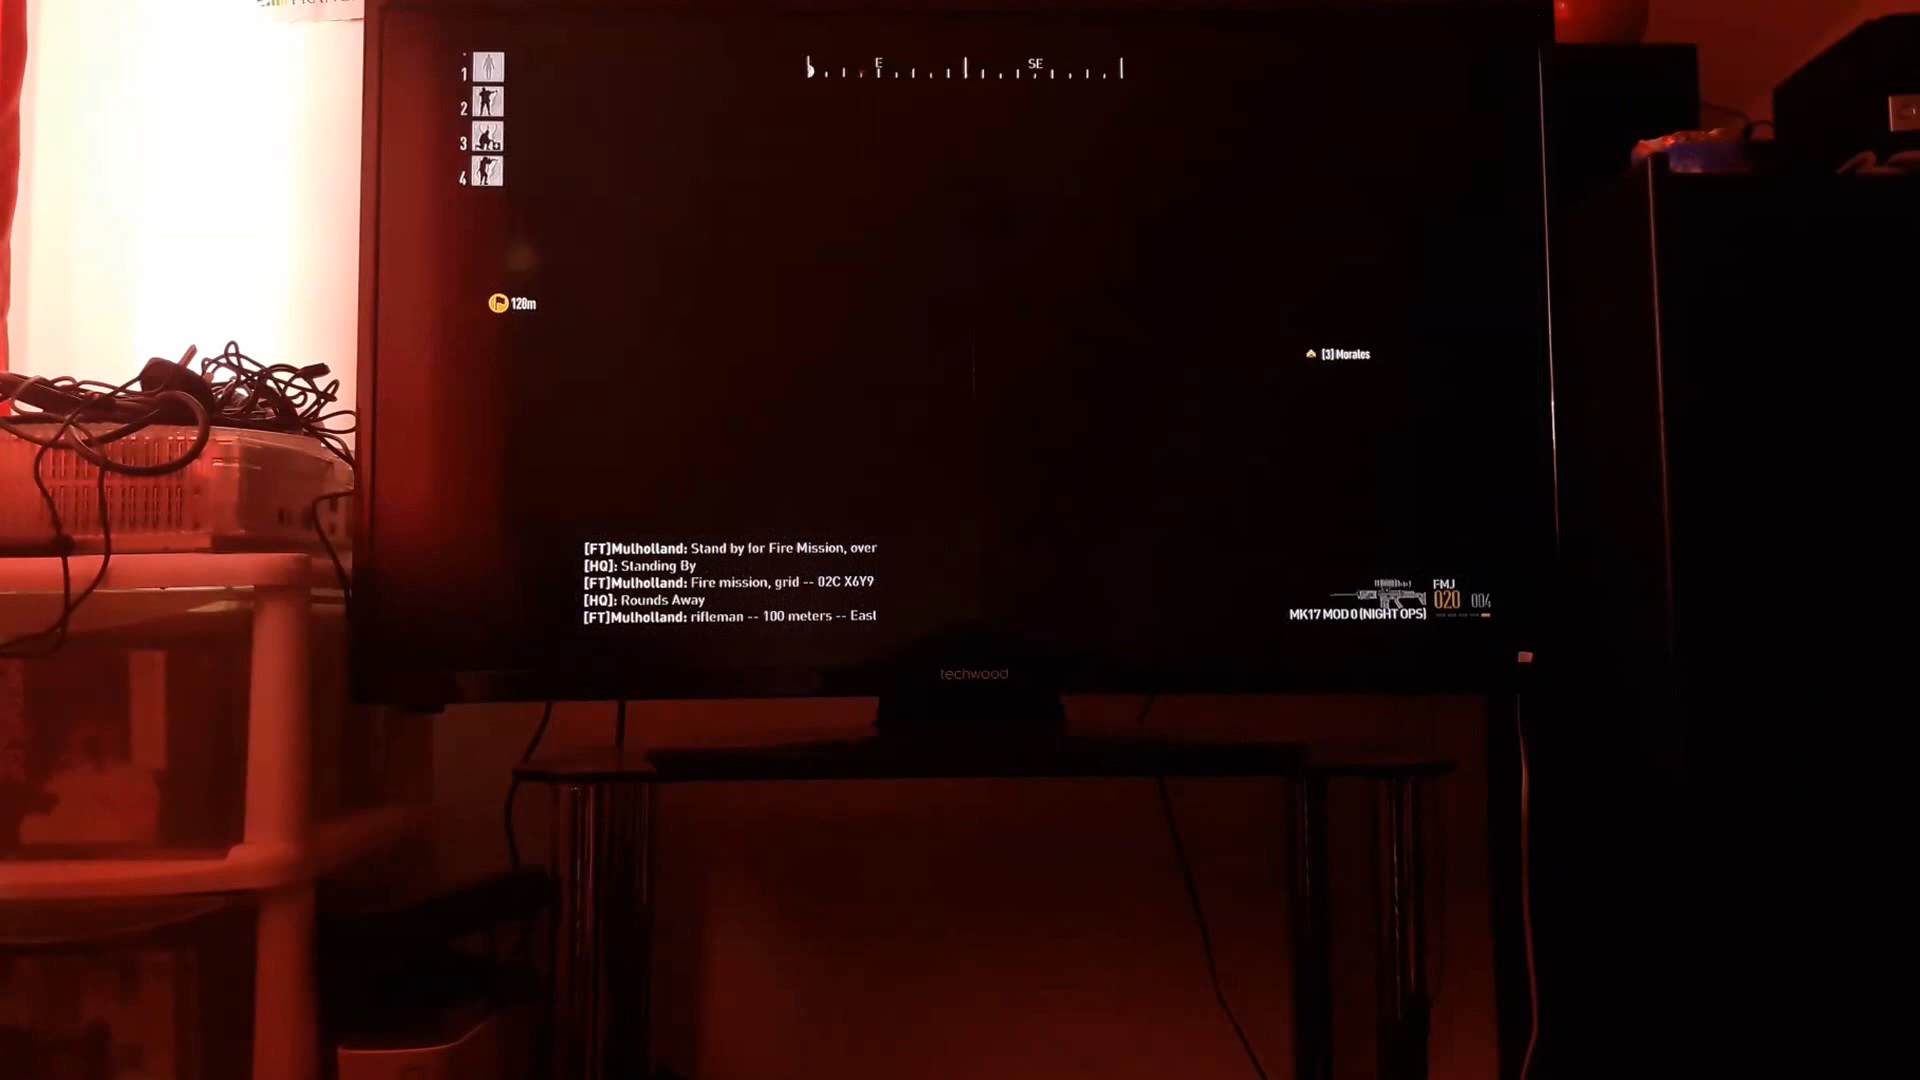 1
2
3
4
E
SE
128m
[3] Morales
[FT]Mulholland: Stand by for Fire Mission, over
[HQ]: Standing By
[FT]Mulholland: Fire mission, grid -- 02C X6Y9
[HQ]: Rounds Away
[FT]Mulholland: rifleman -- 100 meters -- East
FMJ
020 004
MK17 MOD 0 (NIGHT OPS)
techwood